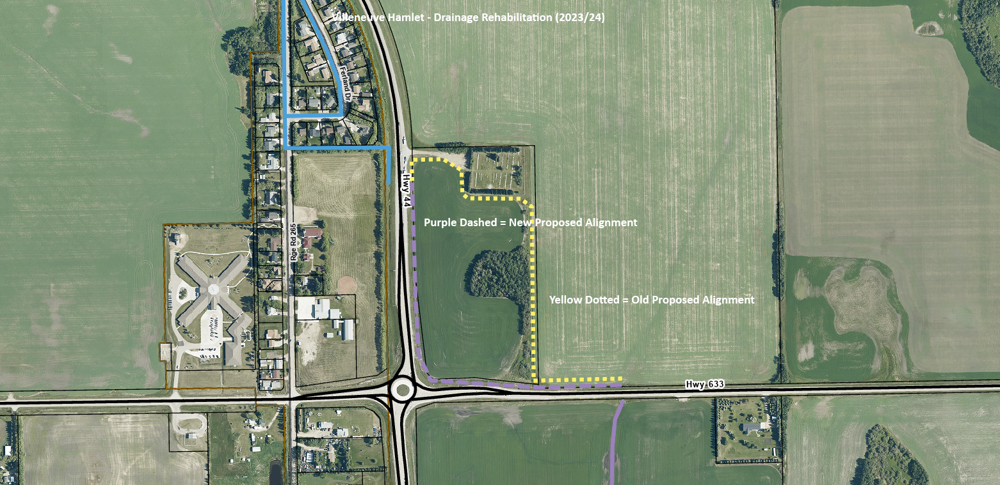 Villeneuve Hamlet - Drainage Rehabilitation (2023/24)
Ferland Dr
Hwy 44
Purple Dashed = New Proposed Alignment
Rge Rd 265
Yellow Dotted = Old Proposed Alignment
Hwy 633